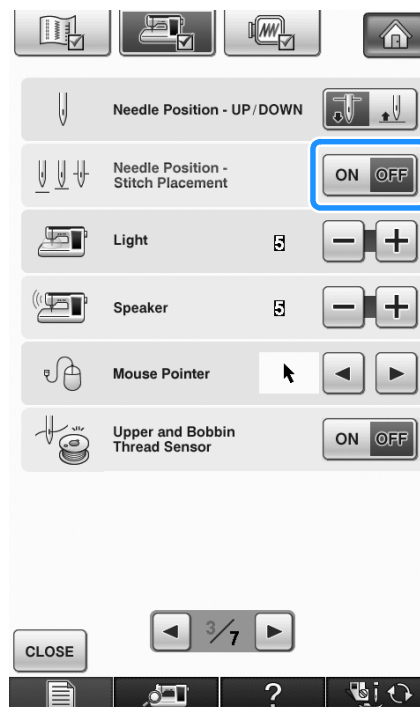 Needle Position - UP/DOWN
Needle Position -
Stitch Placement
ON OFF
Light
5
Speaker
5
Mouse Pointer
Upper and Bobbin
Thread Sensor
ON OFF
3/7
CLOSE
?